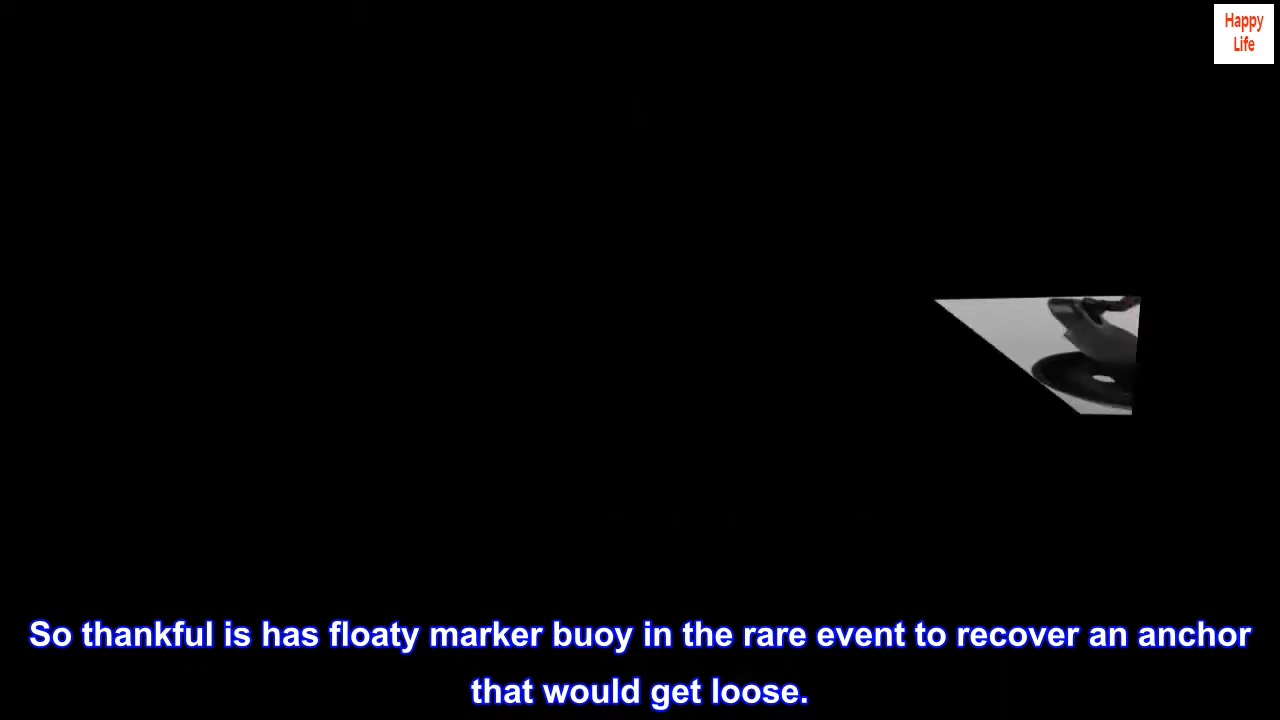 Happy
Life
So thankful is has floaty marker buoy in the rare event to recover an anchor
that would get loose.